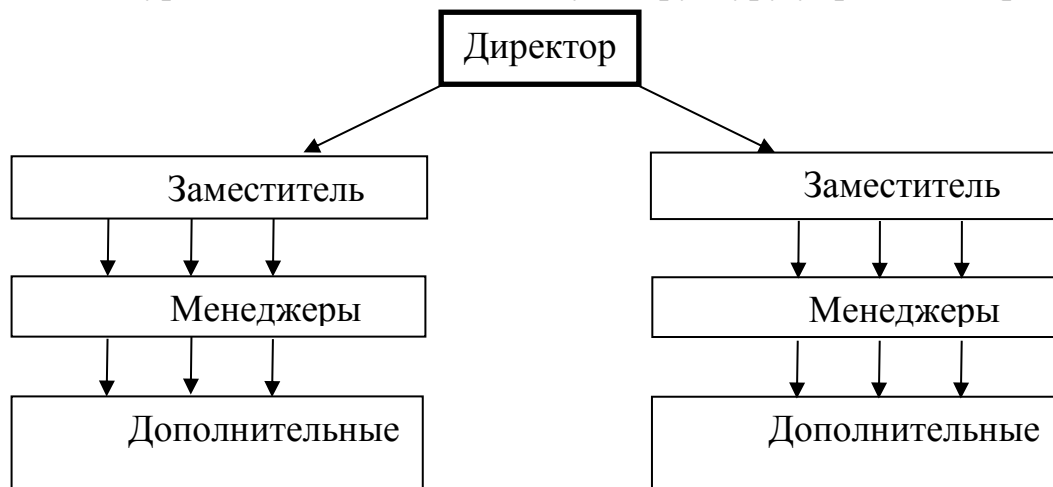 Директор
Заместитель Заместитель
Менеджеры Менеджеры
Дополнительные Дополнительные